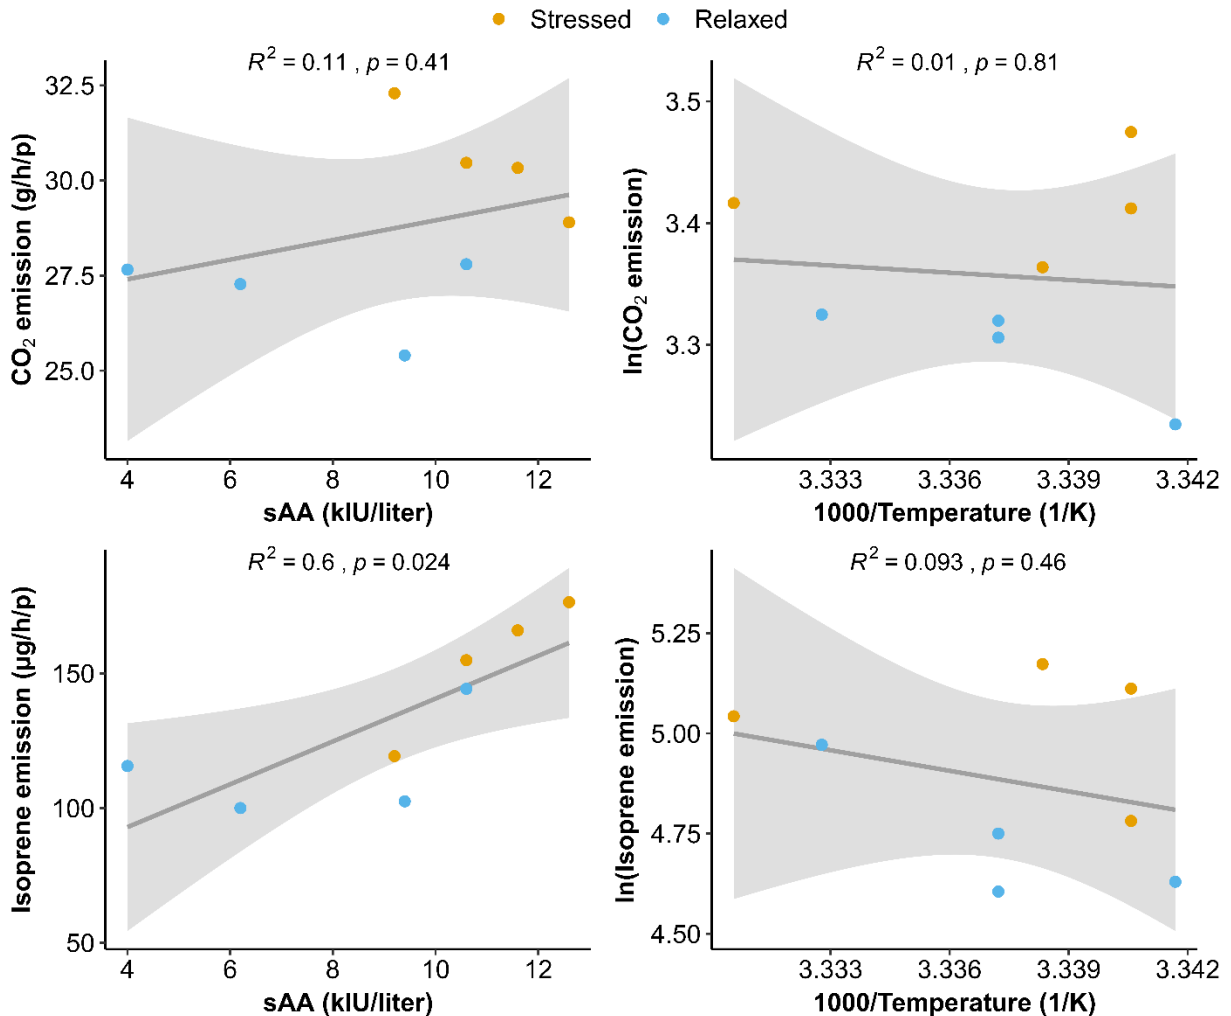 Stressed Relaxed
R² = 0.11 , p = 0.41
CO₂ emission (g/h/p)
32.5
30.0
27.5
25.0
4 6 8 10 12
sAA (kIU/liter)
R² = 0.01 , p = 0.81
ln(CO₂ emission)
3.5
3.4
3.3
3.333 3.336 3.339 3.342
1000/Temperature (1/K)
R² = 0.6 , p = 0.024
Isoprene emission (µg/h/p)
150
100
50
4 6 8 10 12
sAA (kIU/liter)
R² = 0.093 , p = 0.46
ln(Isoprene emission)
5.25
5.00
4.75
4.50
3.333 3.336 3.339 3.342
1000/Temperature (1/K)